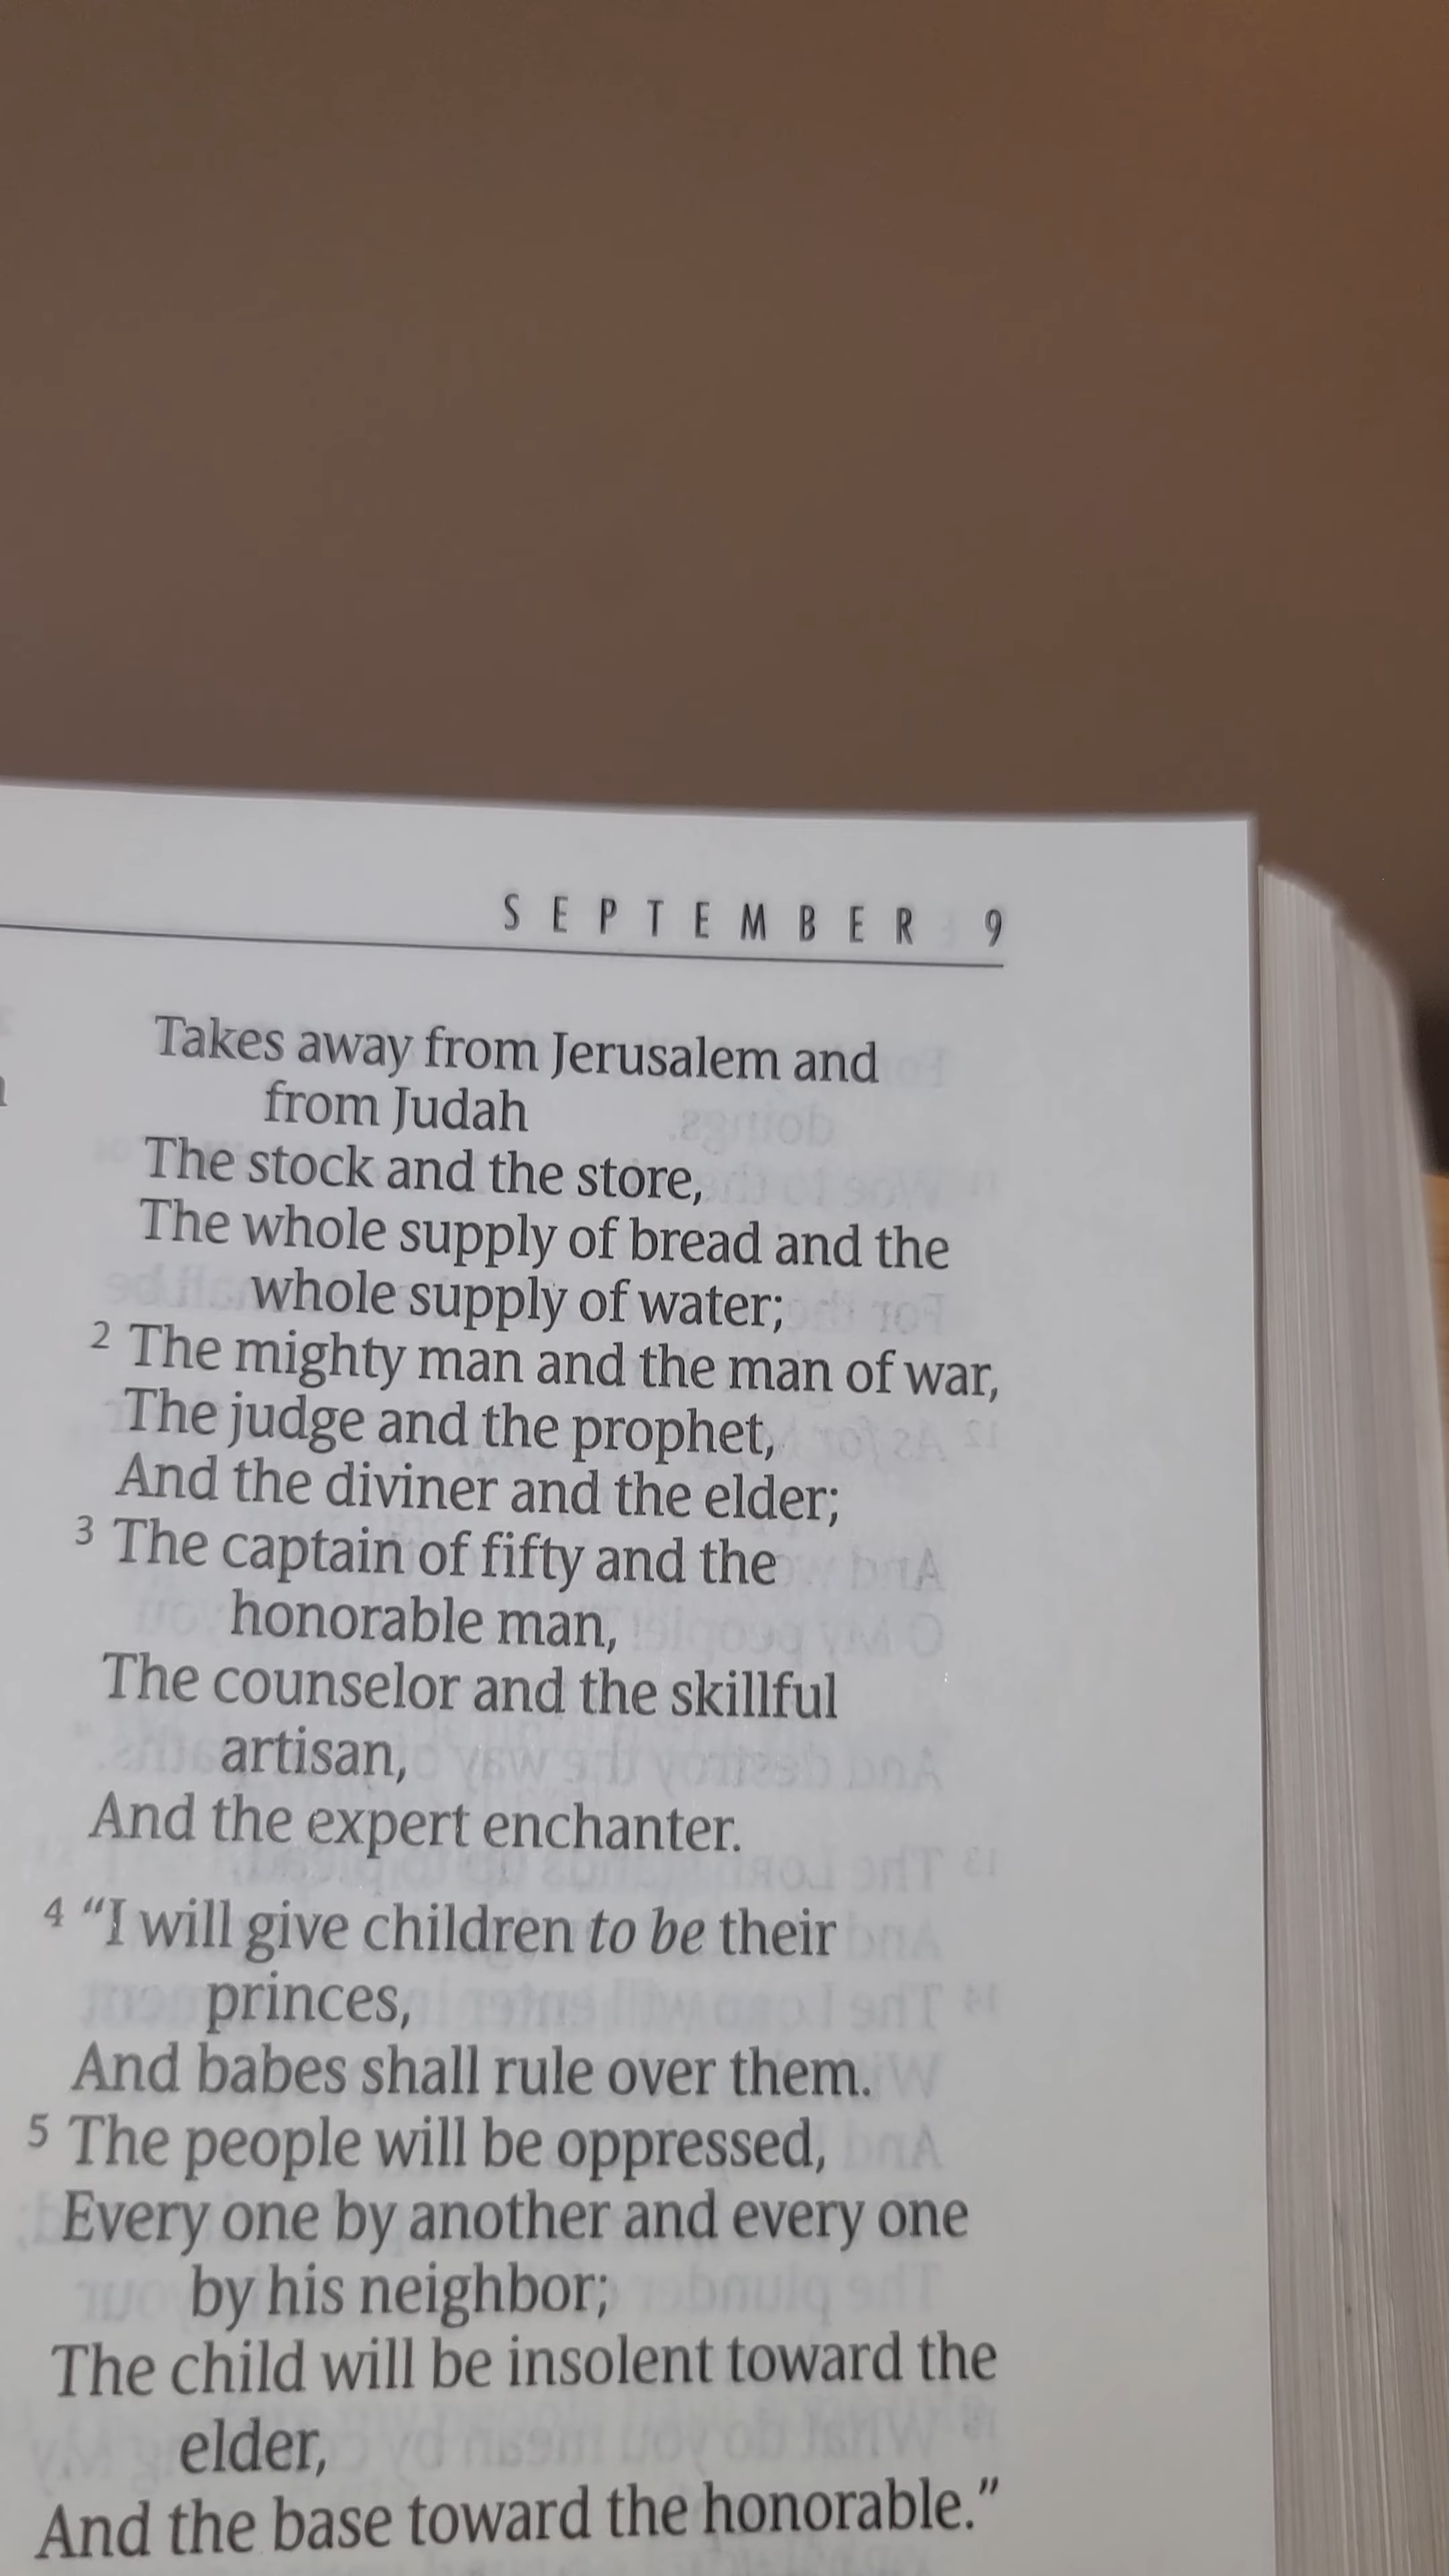 SEPTEMBER 9
Takes away from Jerusalem and
from Judah
The stock and the store,
The whole supply of bread and the
whole supply of water;
2 The mighty man and the man of war,
The judge and the prophet,
And the diviner and the elder;
3 The captain of fifty and the
honorable man,
The counselor and the skillful
artisan,
And the expert enchanter.
4 “I will give children to be their
princes,
And babes shall rule over them.
5 The people will be oppressed,
Every one by another and every one
by his neighbor;
The child will be insolent toward the
elder,
And the base toward the honorable.”